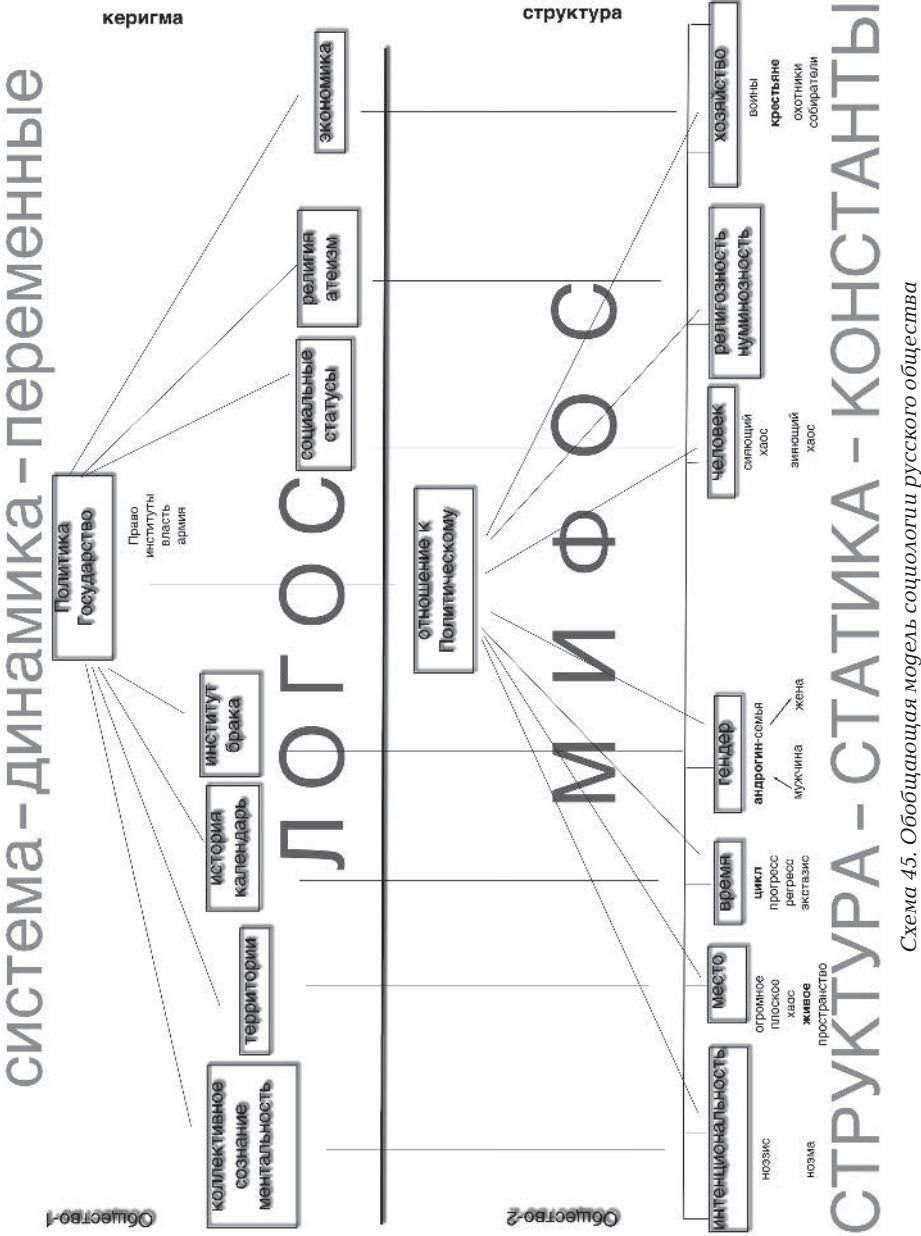 керигма
структура
система – динамика – переменные
Общество-1
Политика
Государство
Право
институты
власть
армия
коллективное
сознание
ментальность
территории
история
календарь
институт
брака
социальные
статусы
религия
атеизм
экономика
ЛОГОС
Общество-2
отношение к
Политическому
МИФОС
интенциональность
ноэзис
ноэма
место
огромное
плоское
хаос
живое
пространство
время
цикл
прогресс
регресс
экстазис
гендер
андрогин-семья
мужчина
жена
человек
сияющий
хаос
зияющий
хаос
религиозность
нуминозность
хозяйство
воины
крестьяне
охотники
собиратели
СТРУКТУРА – СТАТИКА – КОНСТАНТЫ
Схема 45. Обобщающая модель социологии русского общества